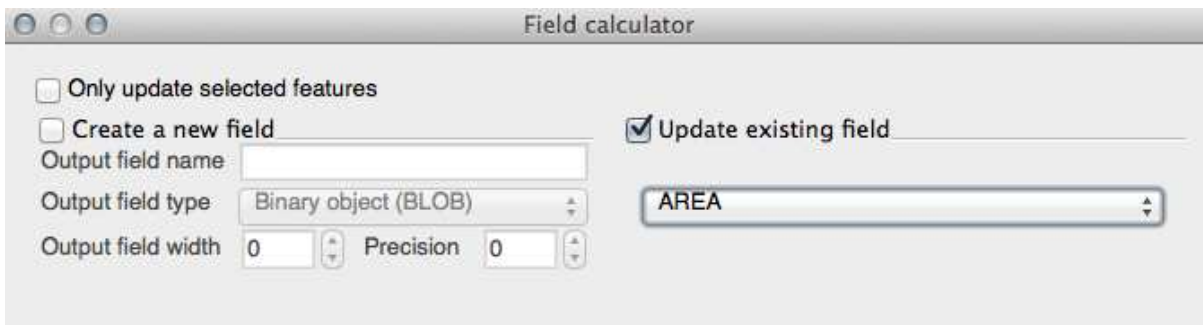 Field calculator
Only update selected features
Create a new field
Update existing field
Output field name
Output field type Binary object (BLOB)
AREA
Output field width 0 Precision 0